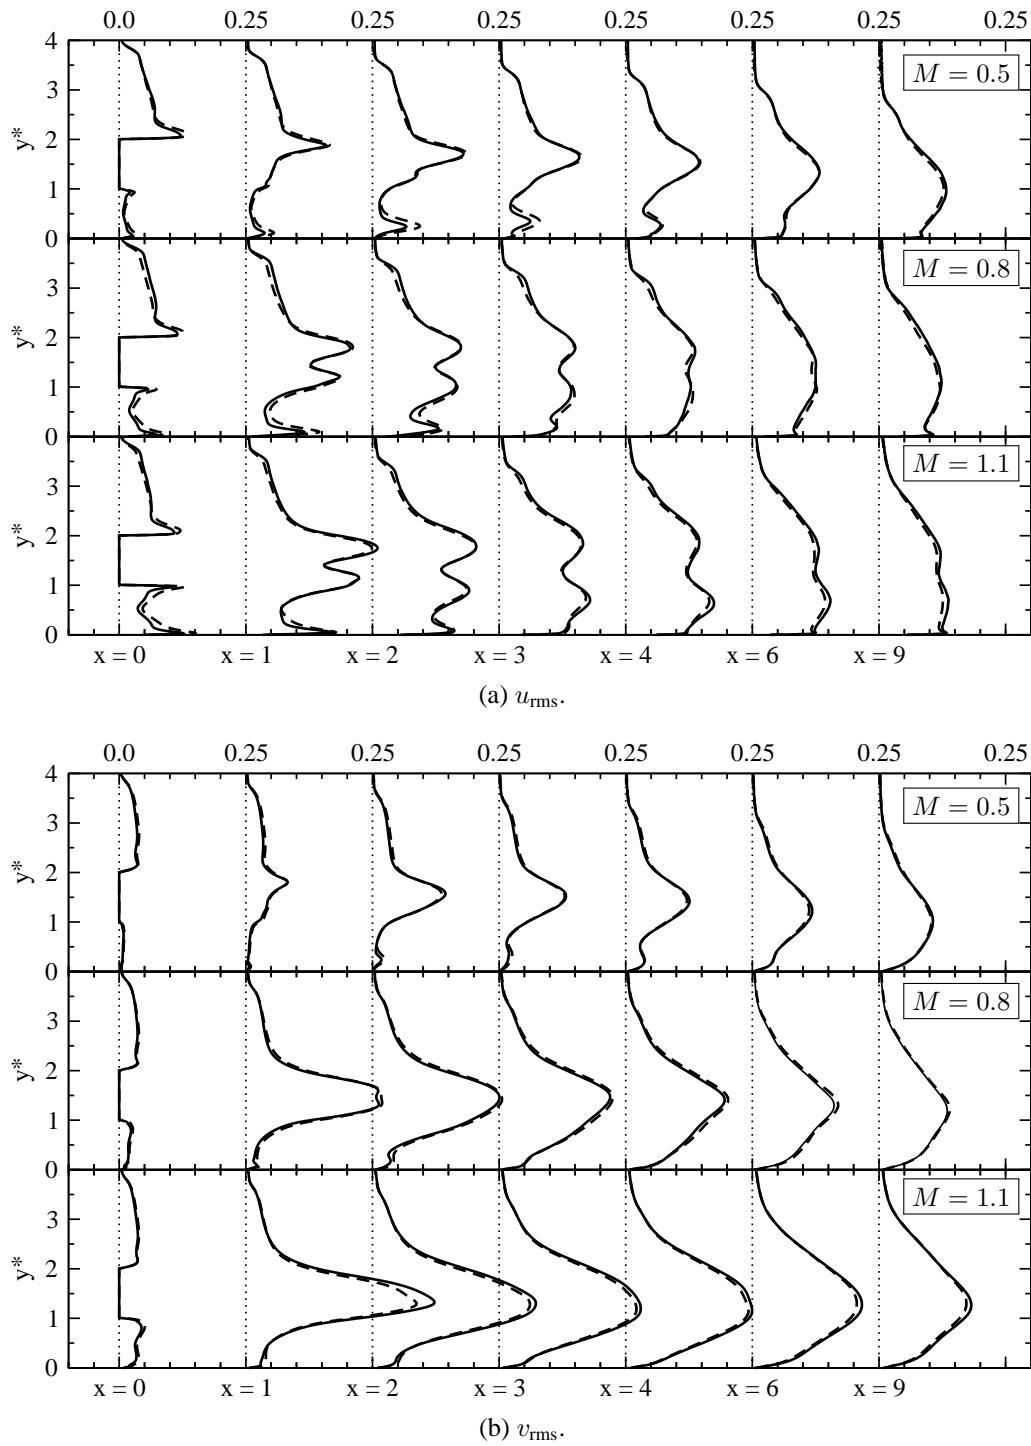 0.0 0.25 0.25 0.25 0.25 0.25 0.25 0.25
4
M = 0.5
3
y*
2
1
0
M = 0.8
3
y*
2
1
0
M = 1.1
3
y*
2
1
0
x = 0 x = 1 x = 2 x = 3 x = 4 x = 6 x = 9
(a) u_rms.
0.0 0.25 0.25 0.25 0.25 0.25 0.25 0.25
4
M = 0.5
3
y*
2
1
0
M = 0.8
3
y*
2
1
0
M = 1.1
3
y*
2
1
0
x = 0 x = 1 x = 2 x = 3 x = 4 x = 6 x = 9
(b) v_rms.